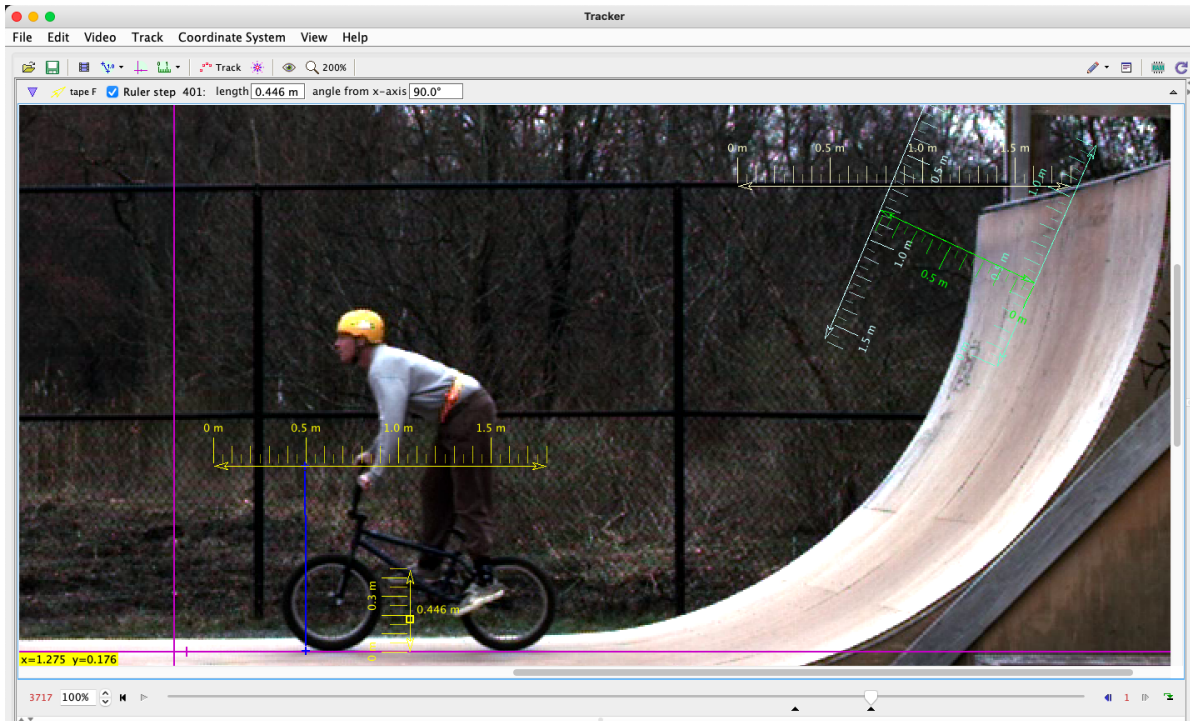 Tracker
File Edit Video Track Coordinate System View Help
Track 200%
tape F Ruler step 401: length 0.446 m angle from x-axis 90.0°
0 m 0.5 m 1.0 m 1.5 m
0.5 m
1.0 m
1.0 m
0.5 m
0.5 m
0 m
1.5 m
0 m 0.5 m 1.0 m 1.5 m
0.3 m
0.446 m
0 m
x=1.275 y=0.176
3717 100% 1